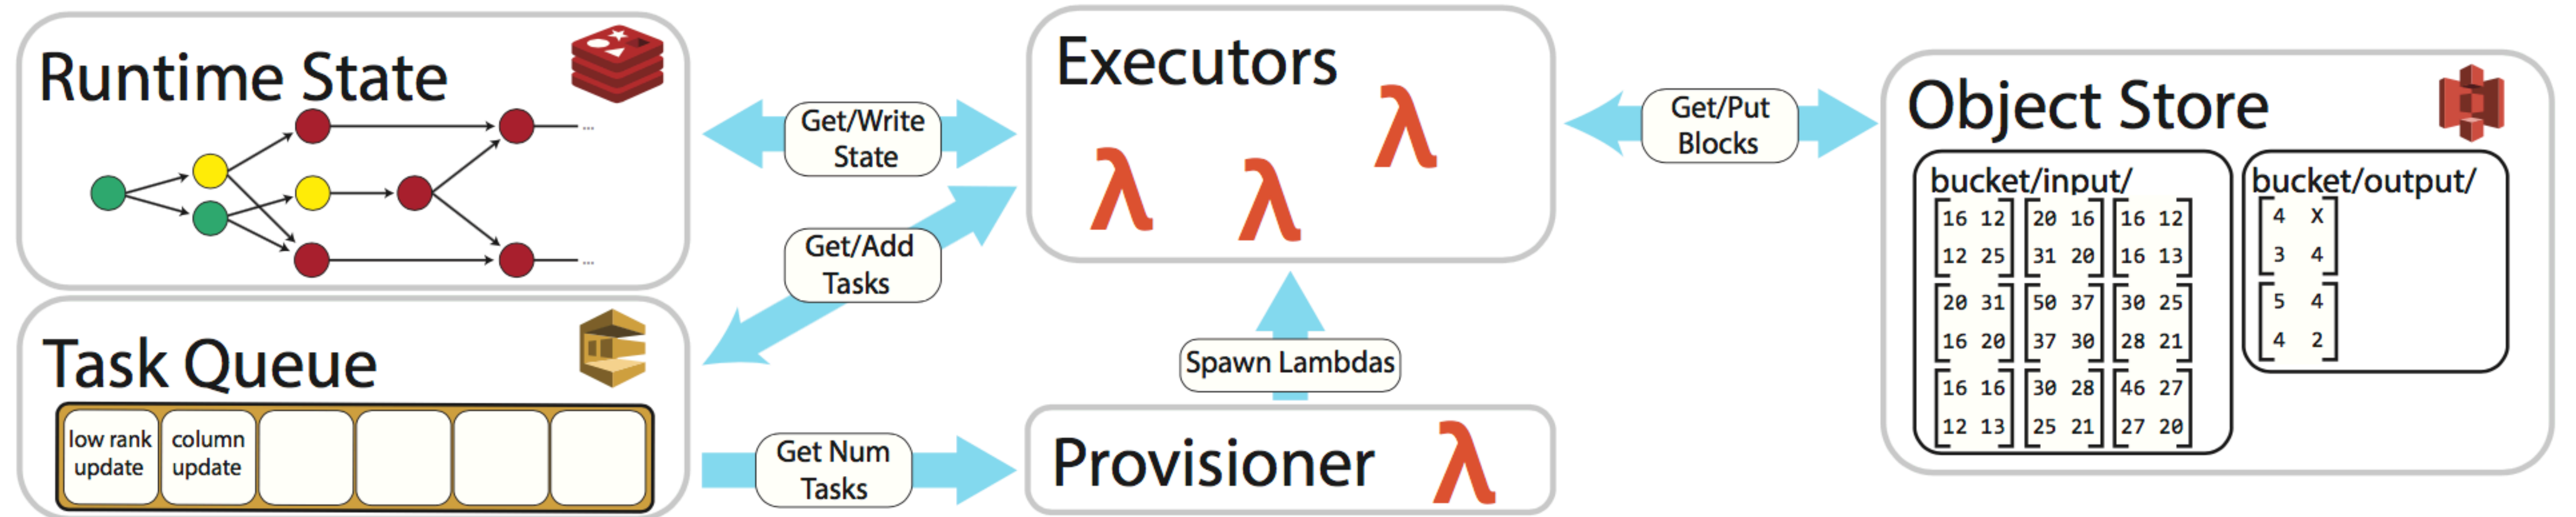 Runtime State
...
...
Task Queue
low rank
update
column
update
Get/Write
State
Get/Add
Tasks
Get Num
Tasks
Executors
λ
λ
λ
Spawn Lambdas
Provisioner
λ
Get/Put
Blocks
Object Store
bucket/input/
16 12 20 16 16 12
12 25 31 20 16 13
20 31 50 37 30 25
16 20 37 30 28 21
16 16 30 28 46 27
12 13 25 21 27 20
bucket/output/
4 X
3 4
5 4
4 2